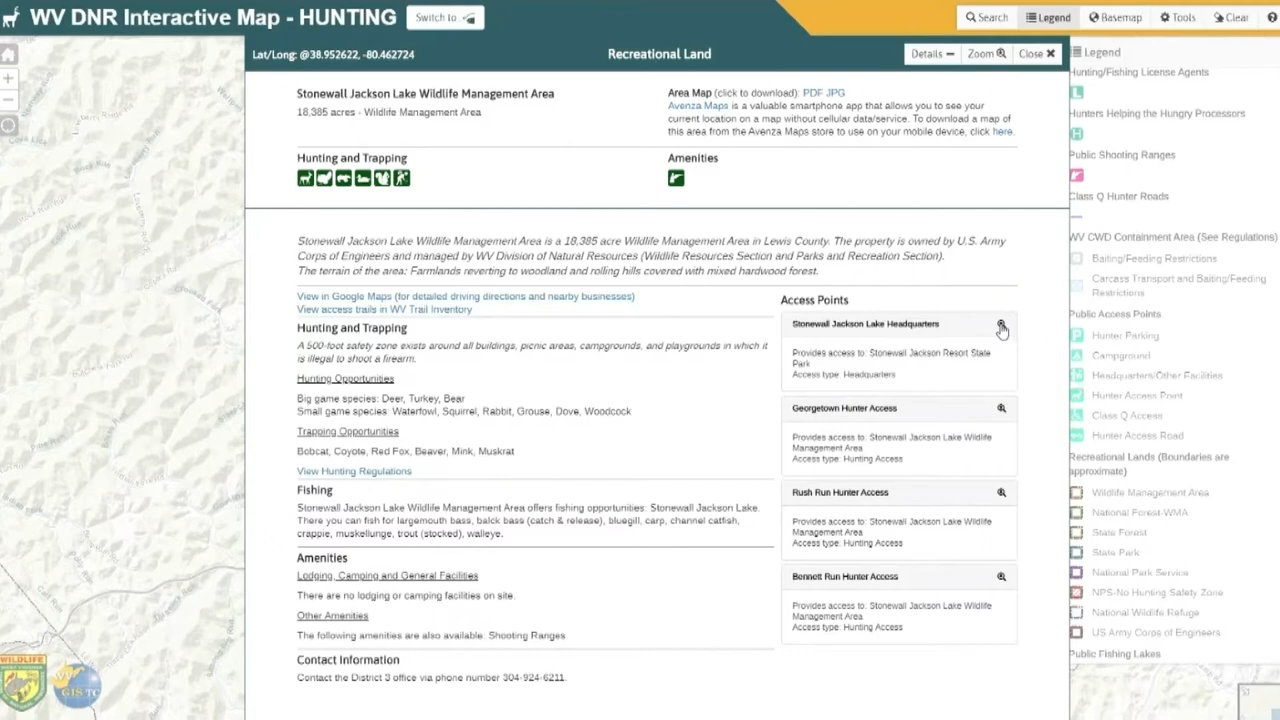 WV DNR Interactive Map - HUNTING
Switch to
Search
Legend
Basemap
Tools
Clear
Lat/Long: @38.952622, -80.462724
Recreational Land
Details
Zoom
Close
Stonewall Jackson Lake Wildlife Management Area
18,385 acres - Wildlife Management Area
Area Map (click to download): PDF JPG
Avenza Maps is a valuable smartphone app that allows you to see your
current location on a map without cellular data/service. To download a map of
this area from the Avenza Maps store to use on your mobile device, click here.
Hunting and Trapping
Amenities
Stonewall Jackson Lake Wildlife Management Area is a 18,385 acre Wildlife Management Area in Lewis County. The property is owned by U.S. Army
Corps of Engineers and managed by WV Division of Natural Resources (Wildlife Resources Section and Parks and Recreation Section).
The terrain of the area: Farmlands reverting to woodland and rolling hills covered with mixed hardwood forest.
View in Google Maps (for detailed driving directions and nearby businesses)
View access trails in WV Trail Inventory
Hunting and Trapping
A 500-foot safety zone exists around all buildings, picnic areas, campgrounds, and playgrounds in which it
is illegal to shoot a firearm.
Hunting Opportunities
Big game species: Deer, Turkey, Bear
Small game species: Waterfowl, Squirrel, Rabbit, Grouse, Dove, Woodcock
Trapping Opportunities
Bobcat, Coyote, Red Fox, Beaver, Mink, Muskrat
View Hunting Regulations
Fishing
Stonewall Jackson Lake Wildlife Management Area offers fishing opportunities: Stonewall Jackson Lake.
There you can fish for largemouth bass, balck bass (catch & release), bluegill, carp, channel catfish,
crappie, muskellunge, trout (stocked), walleye.
Amenities
Lodging, Camping and General Facilities
There are no lodging or camping facilities on site.
Other Amenities
The following amenities are also available: Shooting Ranges
Contact Information
Contact the District 3 office via phone number 304-924-6211.
Access Points
Stonewall Jackson Lake Headquarters
Provides access to: Stonewall Jackson Resort State
Park
Access type: Headquarters
Georgetown Hunter Access
Provides access to: Stonewall Jackson Lake Wildlife
Management Area
Access type: Hunting Access
Rush Run Hunter Access
Provides access to: Stonewall Jackson Lake Wildlife
Management Area
Access type: Hunting Access
Bennett Run Hunter Access
Provides access to: Stonewall Jackson Lake Wildlife
Management Area
Access type: Hunting Access
Legend
Hunting/Fishing License Agents
L
Hunters Helping the Hungry Processors
H
Public Shooting Ranges
Class Q Hunter Roads
WV CWD Containment Area (See Regulations)
Baiting/Feeding Restrictions
Carcass Transport and Baiting/Feeding
Restrictions
Public Access Points
P
Hunter Parking
Campground
Headquarters/Other Facilities
Hunter Access Point
Class Q Access
Hunter Access Road
Recreational Lands (Boundaries are
approximate)
Wildlife Management Area
National Forest-WMA
State Forest
State Park
National Park Service
NPS-No Hunting Safety Zone
National Wildlife Refuge
US Army Corps of Engineers
Public Fishing Lakes
WILDLIFE
WV
GIS TC